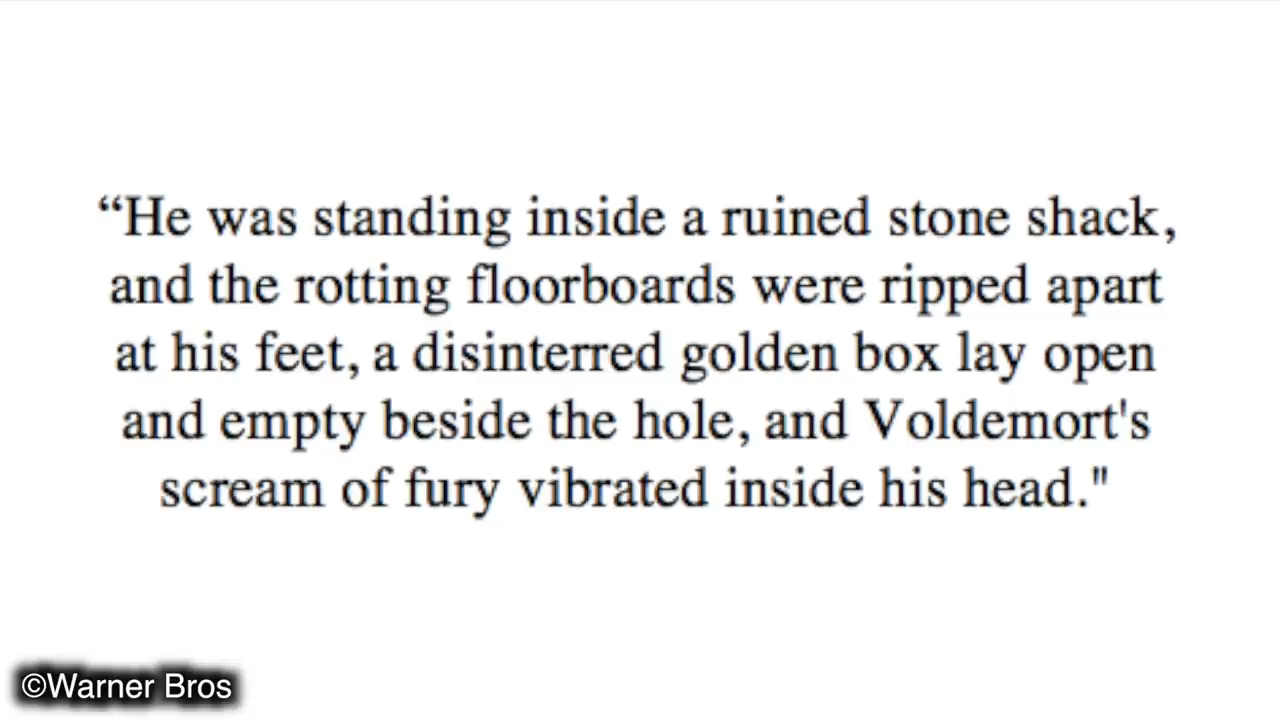 “He was standing inside a ruined stone shack,
and the rotting floorboards were ripped apart
at his feet, a disinterred golden box lay open
and empty beside the hole, and Voldemort's
scream of fury vibrated inside his head."
©Warner Bros